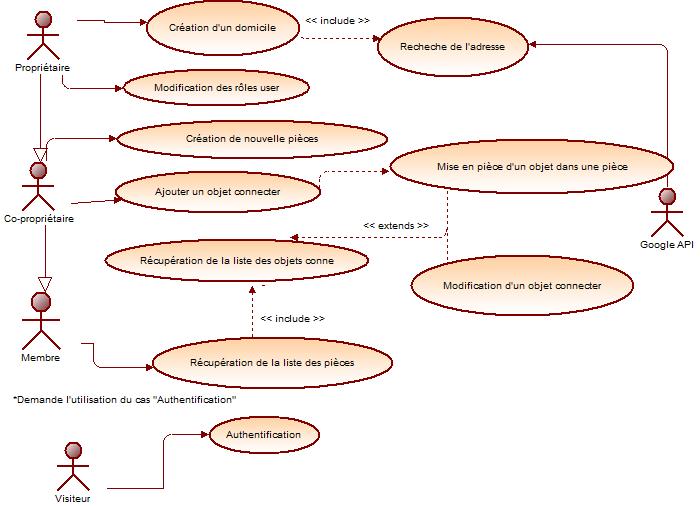 Création d'un domicile
<< include >>
Recheche de l'adresse
Propriétaire
Modification des rôles user
Création de nouvelle pièces
Mise en pièce d'un objet dans une pièce
Ajouter un objet connecter
Co-propriétaire
<< extends >>
Google API
Récupération de la liste des objets conne
Modification d'un objet connecter
<< include >>
Membre
Récupération de la liste des pièces
*Demande l'utilisation du cas "Authentification"
Authentification
Visiteur